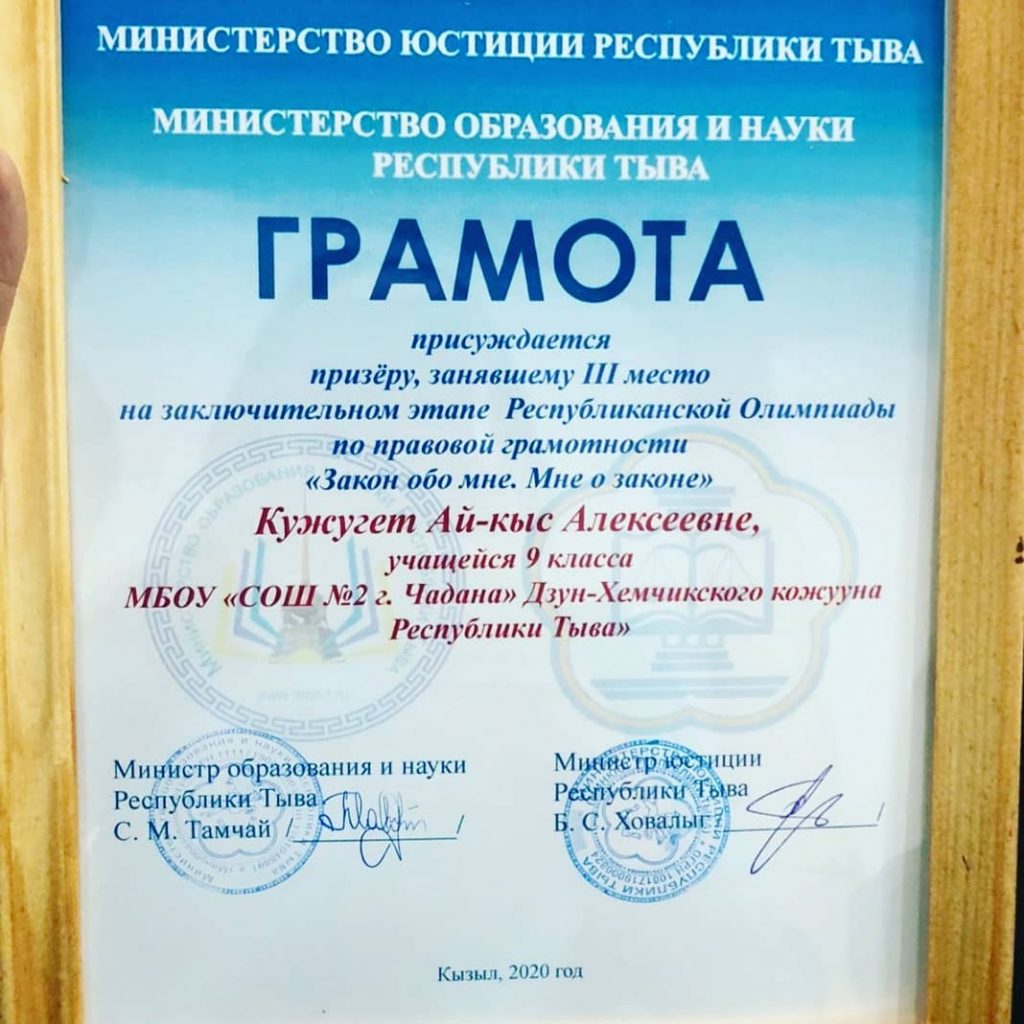 МИНИСТЕРСТВО ЮСТИЦИИ РЕСПУБЛИКИ ТЫВА
МИНИСТЕРСТВО ОБРАЗОВАНИЯ И НАУКИ
РЕСПУБЛИКИ ТЫВА
ГРАМОТА
присуждается
призёру, занявшему III место
на заключительном этапе Республиканской Олимпиады
по правовой грамотности
«Закон обо мне. Мне о законе»
Кужугет Ай-кыс Алексеевне,
учащейся 9 класса
МБОУ «СОШ №2 г. Чадана» Дзун-Хемчикского кожууна
Республики Тыва»
Министр образования и науки
Республики Тыва
С. М. Тамчай / /
Министр юстиции
Республики Тыва
Б. С. Ховалыг / /
Кызыл, 2020 год